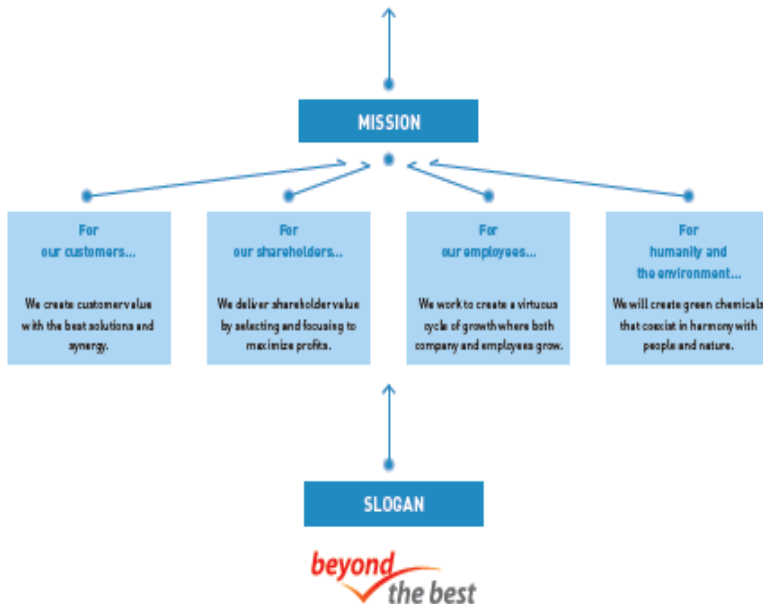 MISSION
For
our customers...
We create customer value
with the best solutions and
synergy.
For
our shareholders...
We deliver shareholder value
by selecting and focusing to
maximize profits.
For
our employees...
We work to create a virtuous
cycle of growth where both
company and employees grow.
For
humanity and
the environment...
We will create green chemicals
that coexist in harmony with
people and nature.
SLOGAN
beyond
the best